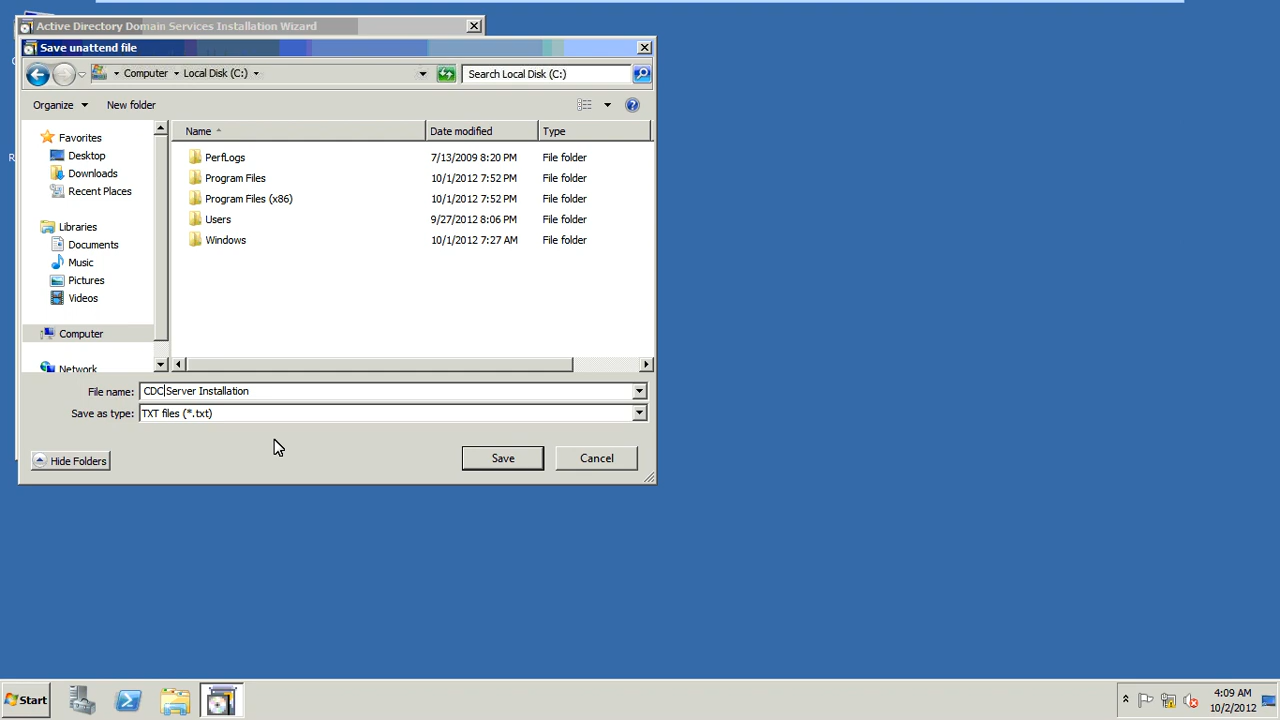 Active Directory Domain Services Installation Wizard
Save unattend file
Computer Local Disk (C:)
Search Local Disk (C:)
Organize New folder
Name Date modified Type
Favorites
Desktop
Downloads
Recent Places
Libraries
Documents
Music
Pictures
Videos
Computer
Network
PerfLogs 7/13/2009 8:20 PM File folder
Program Files 10/1/2012 7:52 PM File folder
Program Files (x86) 10/1/2012 7:52 PM File folder
Users 9/27/2012 8:06 PM File folder
Windows 10/1/2012 7:27 AM File folder
File name: CDCServer Installation
Save as type: TXT files (*.txt)
Hide Folders Save Cancel
Start
4:09 AM
10/2/2012